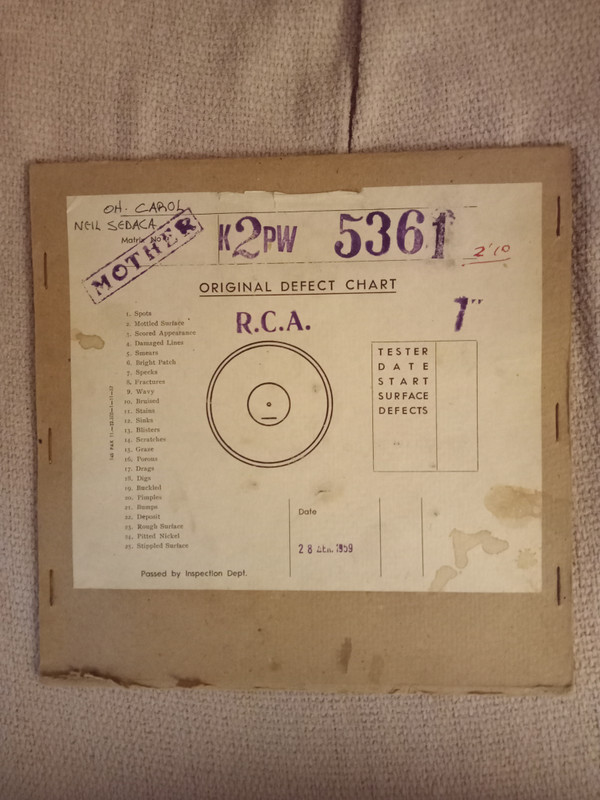 OH. CAROL
NEIL SEDACA
Matrix No.
MOTHER
K2PW 5361
2'10
ORIGINAL DEFECT CHART
R.C.A.
7"
1. Spots
2. Mottled Surface
3. Scored Appearance
4. Damaged Lines
5. Smears
6. Bright Patch
7. Specks
8. Fractures
9. Wavy
10. Bruised
11. Stains
12. Sinks
13. Blisters
14. Scratches
15. Graze
16. Porous
17. Drags
18. Digs
19. Buckled
20. Pimples
21. Bumps
22. Deposit
23. Rough Surface
24. Pitted Nickel
25. Stippled Surface
TESTER
DATE
START
SURFACE
DEFECTS
Date
28 1959
Passed by Inspection Dept.